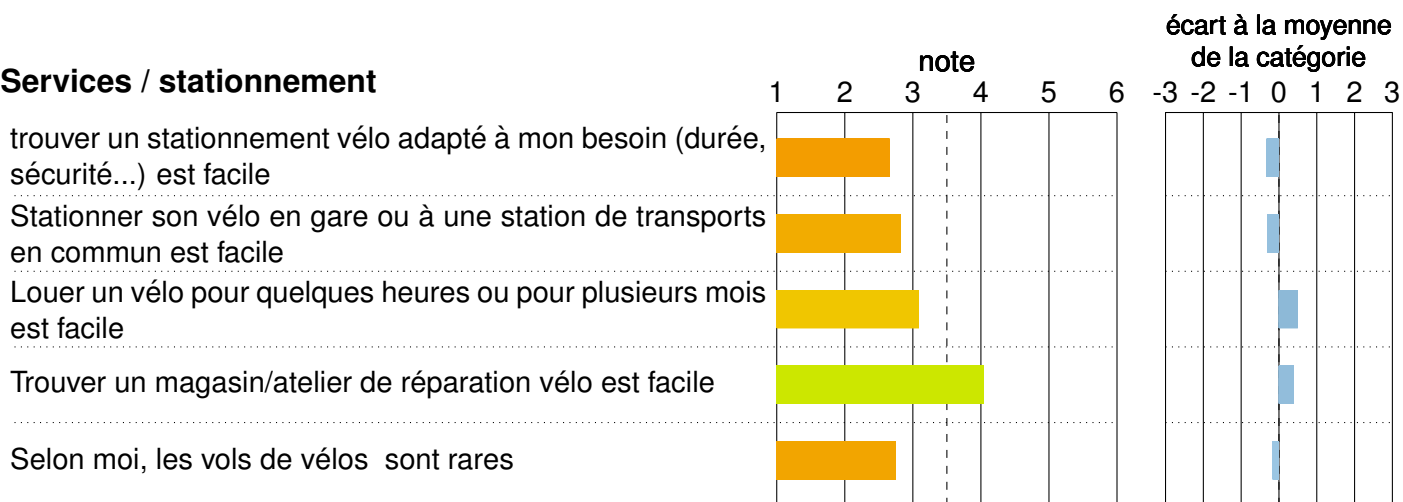 écart à la moyenne
de la catégorie
note
Services / stationnement
1 2 3 4 5 6 -3 -2 -1 0 1 2 3
trouver un stationnement vélo adapté à mon besoin (durée,
sécurité...) est facile
Stationner son vélo en gare ou à une station de transports
en commun est facile
Louer un vélo pour quelques heures ou pour plusieurs mois
est facile
Trouver un magasin/atelier de réparation vélo est facile
Selon moi, les vols de vélos sont rares